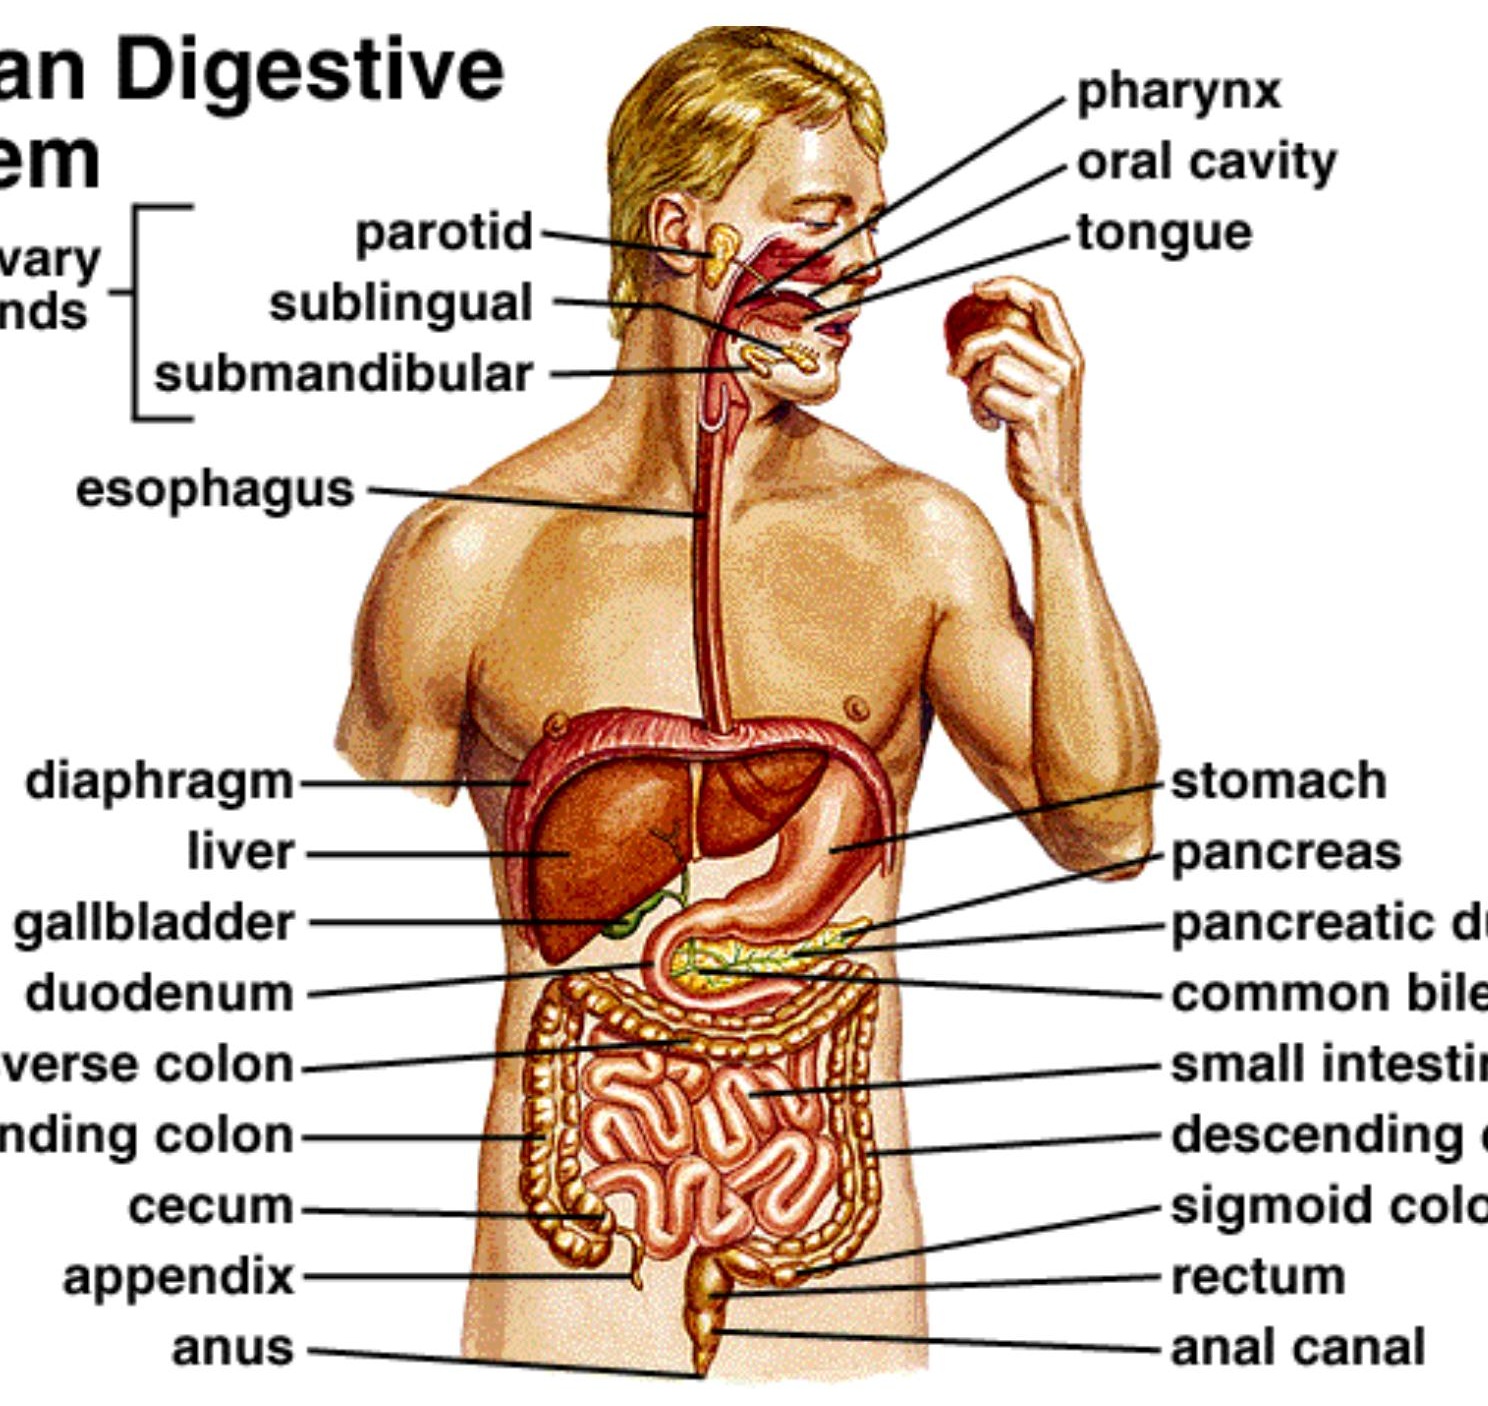 an Digestive
em
vary
nds
parotid
sublingual
submandibular
esophagus
diaphragm
liver
gallbladder
duodenum
verse colon
nding colon
cecum
appendix
anus
pharynx
oral cavity
tongue
stomach
pancreas
pancreatic du
common bile
small intestin
descending
sigmoid colo
rectum
anal canal